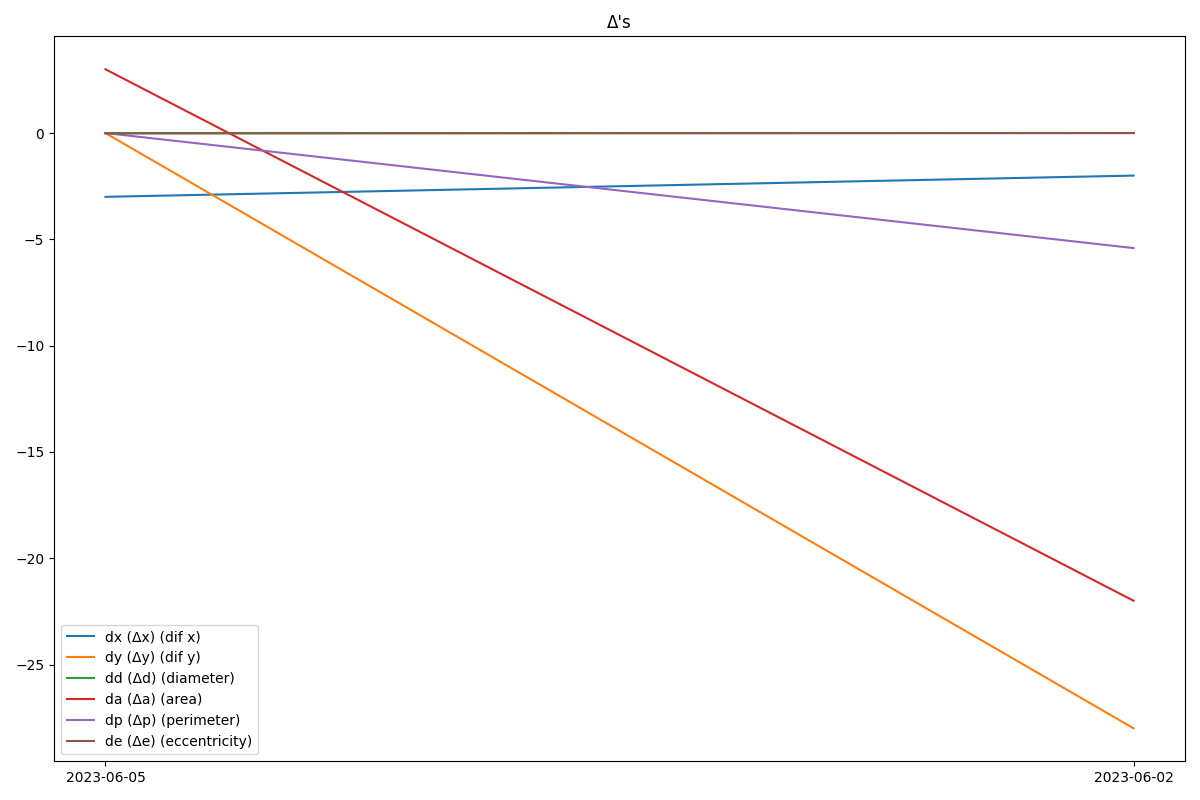 Δ's
0
−5
−10
−15
−20
−25
dx (Δx) (dif x)
dy (Δy) (dif y)
dd (Δd) (diameter)
da (Δa) (area)
dp (Δp) (perimeter)
de (Δe) (eccentricity)
2023-06-05 2023-06-02